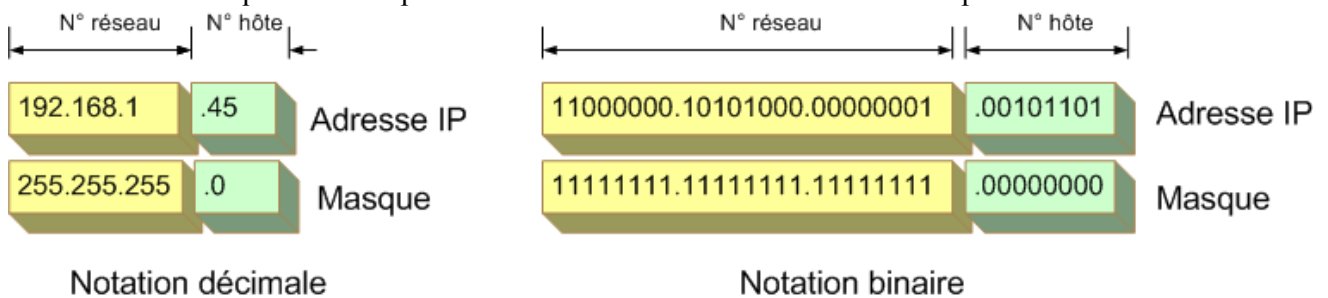 N° réseau N° hôte N° réseau N° hôte
192.168.1 .45 Adresse IP 11000000.10101000.00000001 .00101101 Adresse IP
255.255.255 .0 Masque 11111111.11111111.11111111 .00000000 Masque
Notation décimale Notation binaire